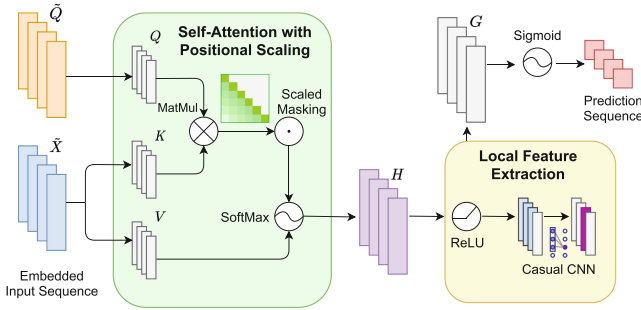 Q̃
Self-Attention with
Positional Scaling
Q
MatMul
Scaled
Masking
X̃
K
V
SoftMax
Embedded
Input Sequence
H
G
Sigmoid
Prediction
Sequence
Local Feature
Extraction
ReLU
Casual CNN